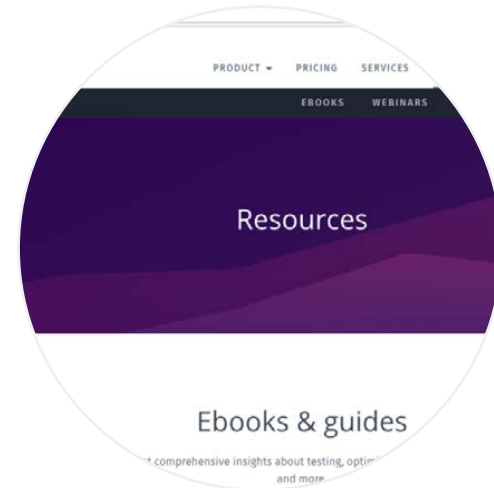 PRODUCT PRICING SERVICES
EBOOKS WEBINARS
Resources
Ebooks & guides
comprehensive insights about testing,
and more